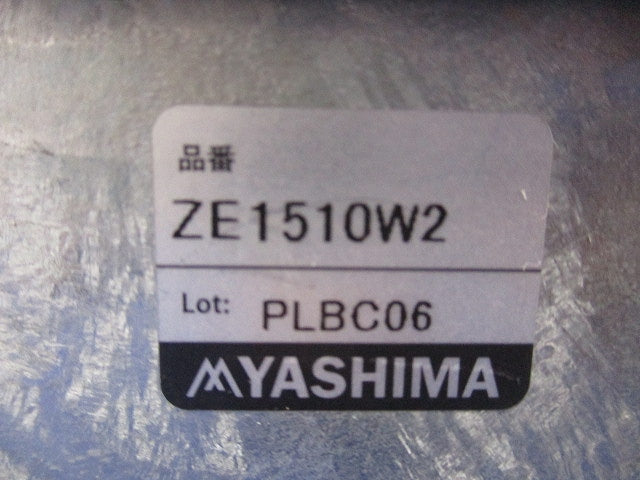 品番
ZE1510W2
Lot: PLBC06
YASHIMA